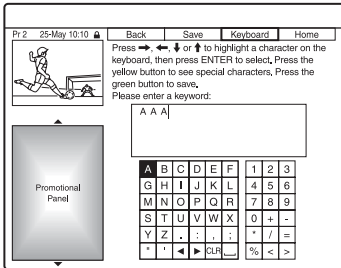 Pr 2 25-May 10:10
Back Save Keyboard Home
Press ➡, ⬅, ⬇ or ⬆ to highlight a character on the
keyboard, then press ENTER to select. Press the
yellow button to see special characters, Press the
green button to save.
Please enter a keyword:
A A A
Promotional
Panel
A B C D E F 1 2 3
G H I J K L 4 5 6
M N O P Q R 7 8 9
S T U V W X 0 + -
Y Z . : , ; * / =
" ' ◀ ▶ CLR ⎵ % < >